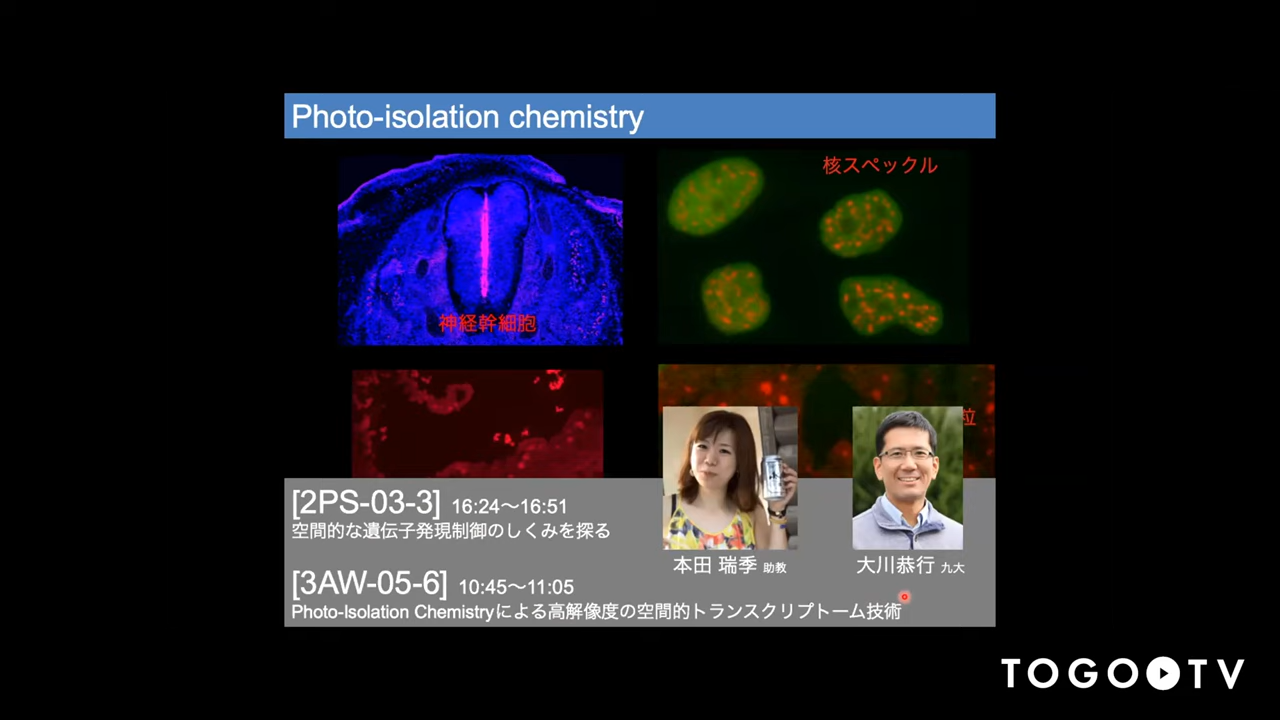 Photo-isolation chemistry
核スペックル
神経幹細胞
粒
[2PS-03-3] 16:24〜16:51
空間的な遺伝子発現制御のしくみを探る
本田 瑞季 助教
大川恭行 九大
[3AW-05-6] 10:45〜11:05
Photo-Isolation Chemistryによる高解像度の空間的トランスクリプトーム技術
TOGO TV